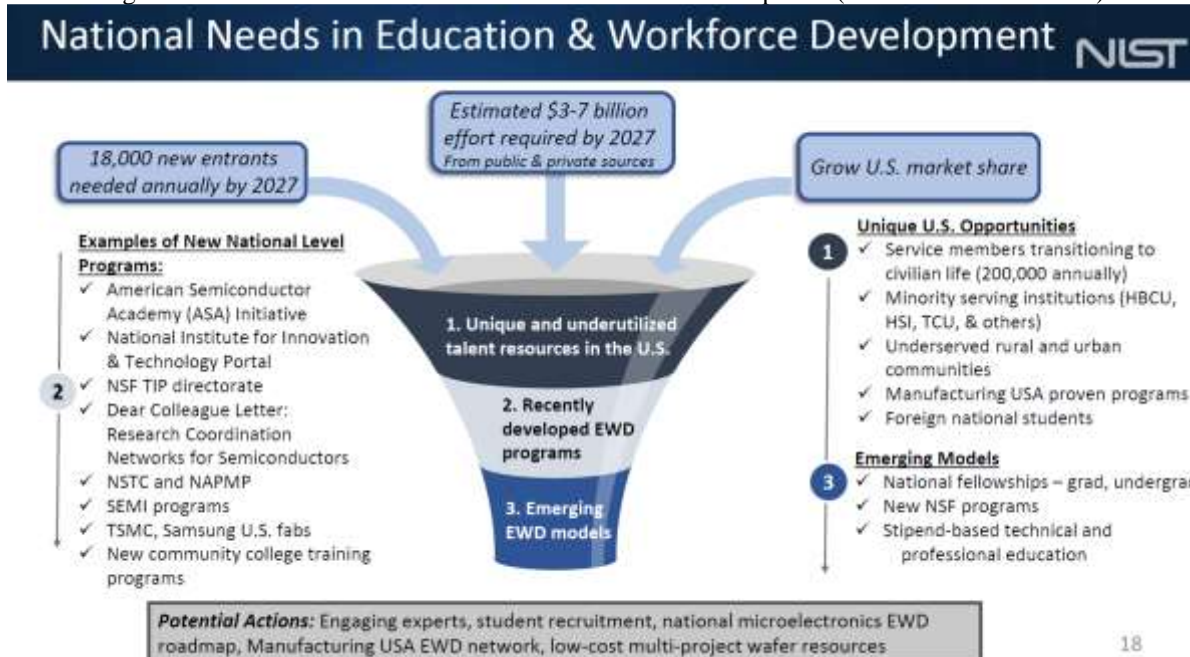 National Needs in Education & Workforce Development
NIST
18,000 new entrants
needed annually by 2027
Estimated $3-7 billion
effort required by 2027
From public & private sources
Grow U.S. market share
Examples of New National Level
Programs:
✓ American Semiconductor
Academy (ASA) Initiative
✓ National Institute for Innovation
& Technology Portal
✓ NSF TIP directorate
✓ Dear Colleague Letter:
Research Coordination
Networks for Semiconductors
✓ NSTC and NAPMP
✓ SEMI programs
✓ TSMC, Samsung U.S. fabs
✓ New community college training
programs
2
1. Unique and underutilized
talent resources in the U.S.
2. Recently
developed EWD
programs
3. Emerging
EWD models
1
Unique U.S. Opportunities
✓ Service members transitioning to
civilian life (200,000 annually)
✓ Minority serving institutions (HBCU,
HSI, TCU, & others)
✓ Underserved rural and urban
communities
✓ Manufacturing USA proven programs
✓ Foreign national students
3
Emerging Models
✓ National fellowships – grad, undergra
✓ New NSF programs
✓ Stipend-based technical and
professional education
Potential Actions: Engaging experts, student recruitment, national microelectronics EWD
roadmap, Manufacturing USA EWD network, low-cost multi-project wafer resources
18